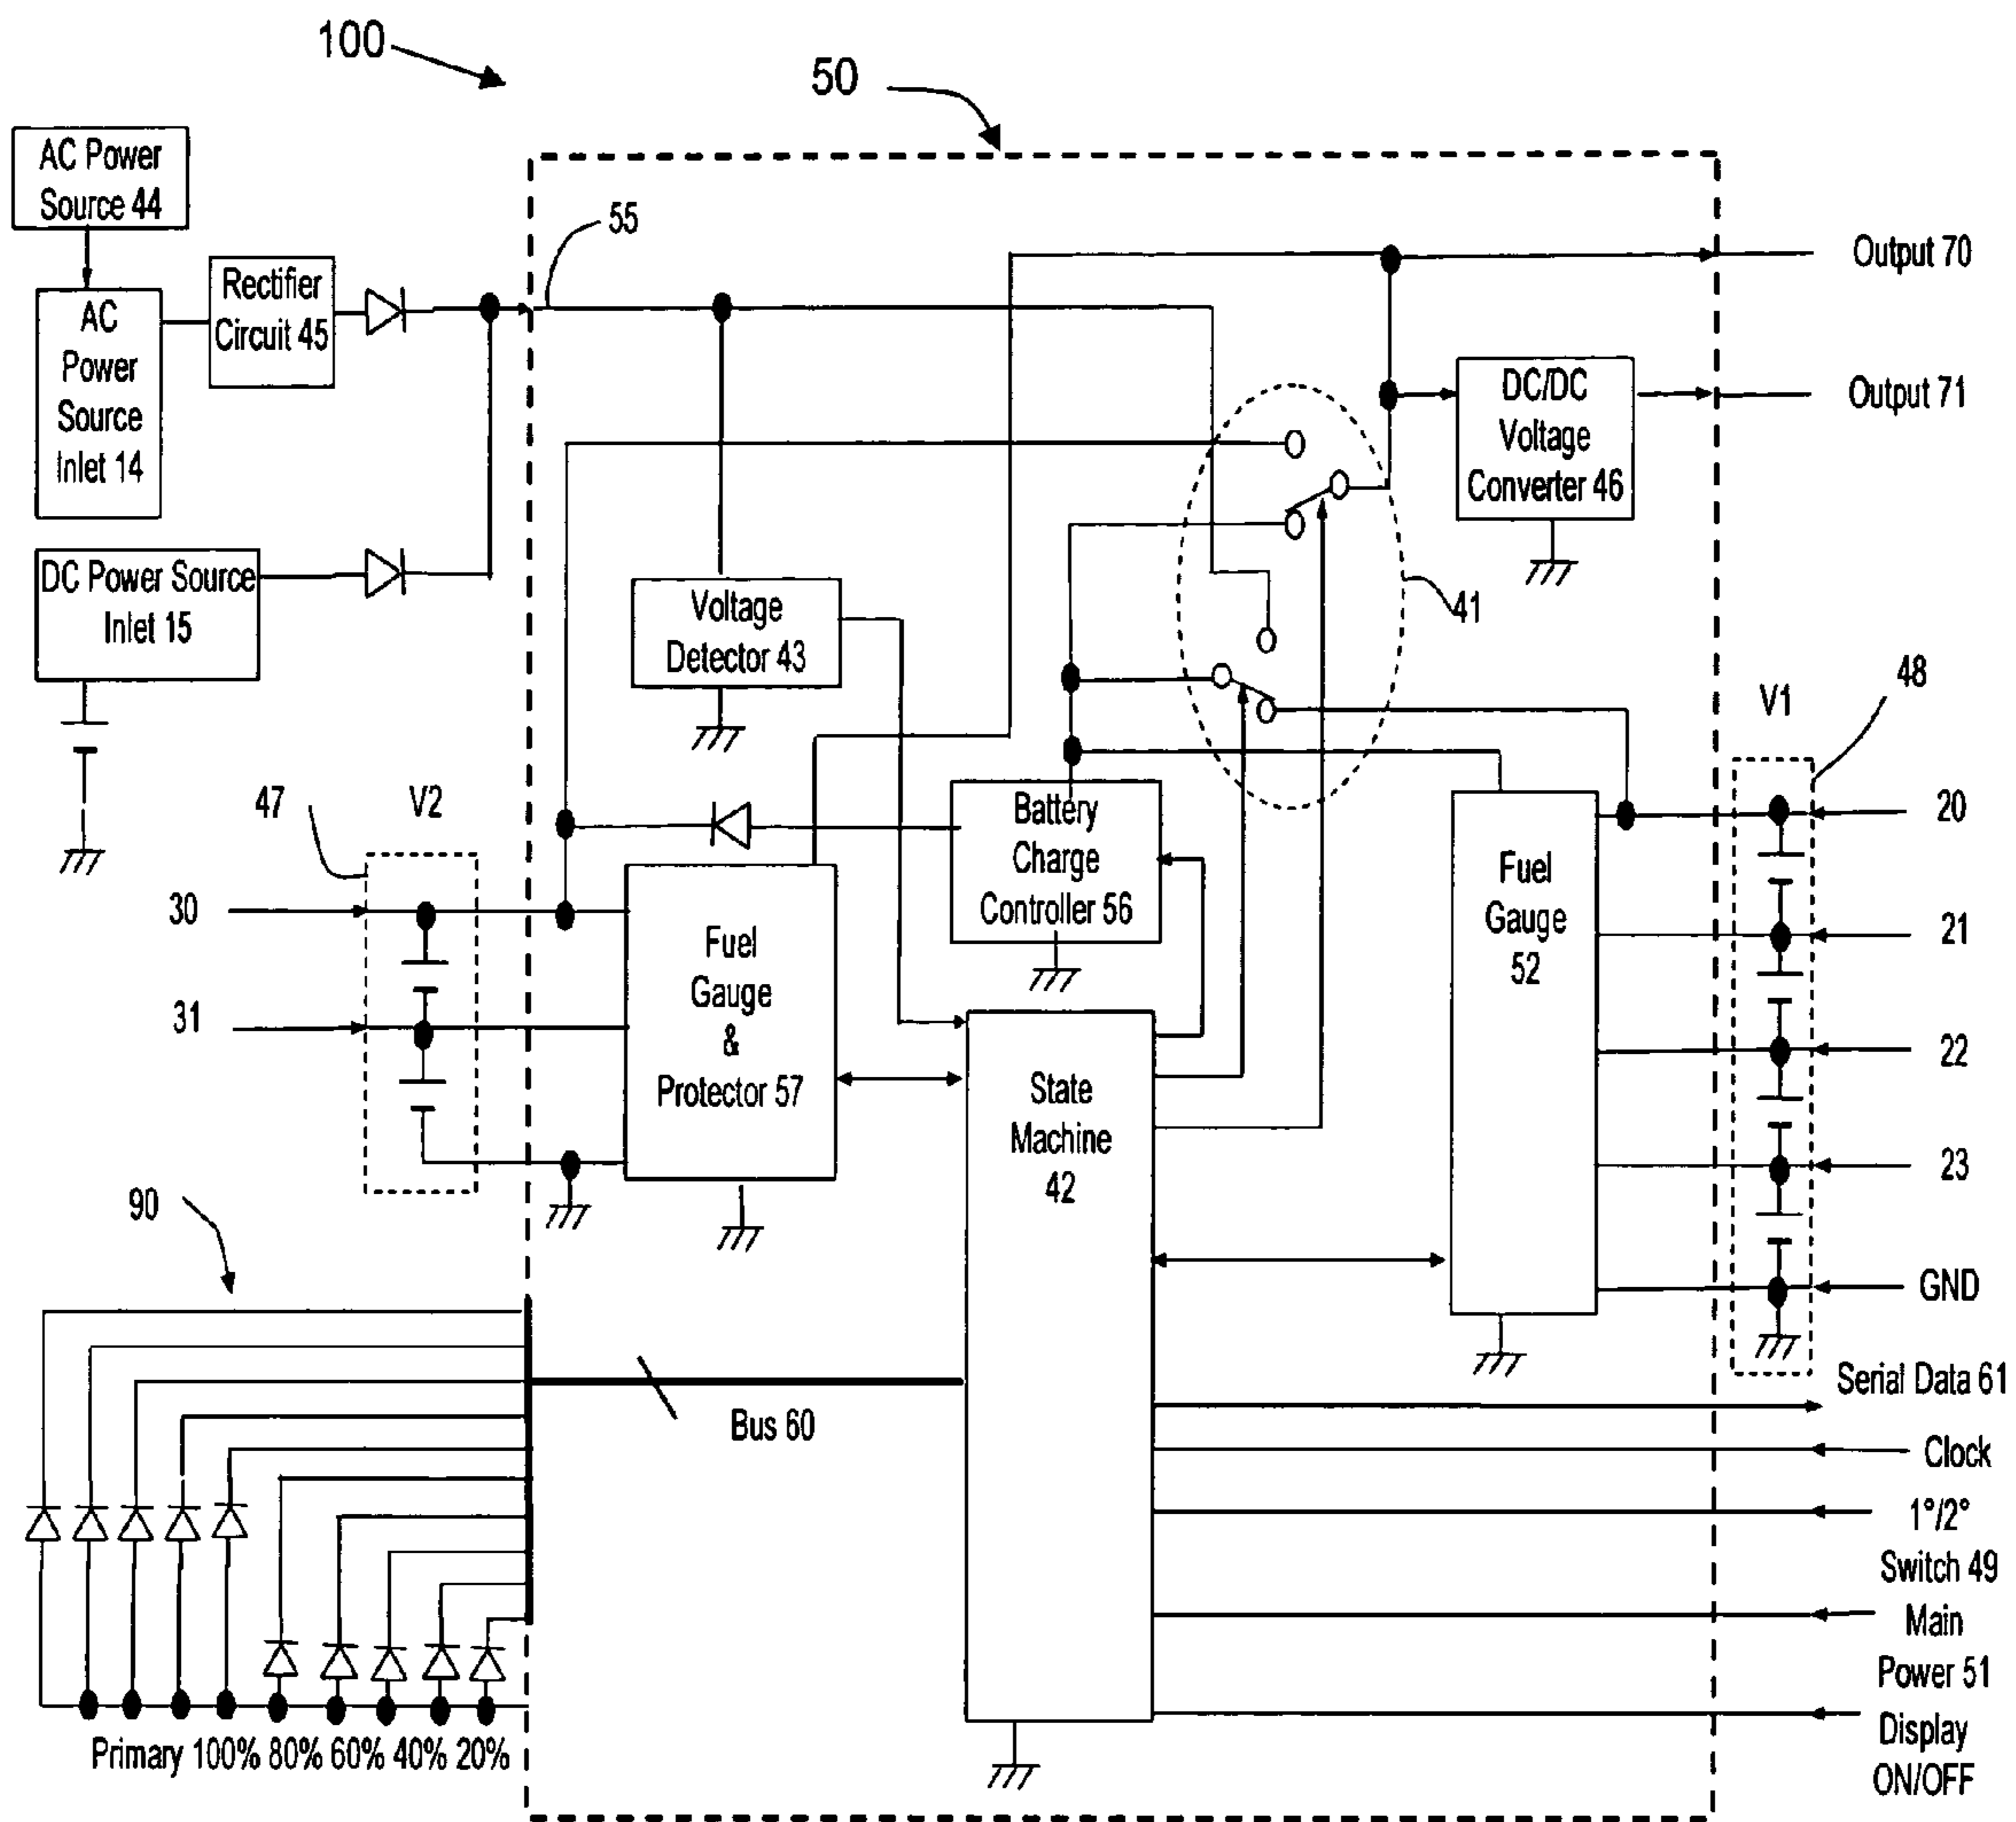 100
50
AC Power
Source 44
55
Output 70
AC
Power
Source
Inlet 14
Rectifier
Circuit 45
DC/DC
Voltage
Converter 46
Output 71
DC Power Source
Inlet 15
Voltage
Detector 43
41
48
V1
47
V2
Battery
Charge
Controller 56
20
30
Fuel
Gauge
&
Protector 57
Fuel
Gauge
52
21
31
22
State
Machine
42
23
90
GND
Serial Data 61
Bus 60
Clock
1°/2°
Switch 49
Main
Power 51
Primary 100% 80% 60% 40% 20%
Display
ON/OFF